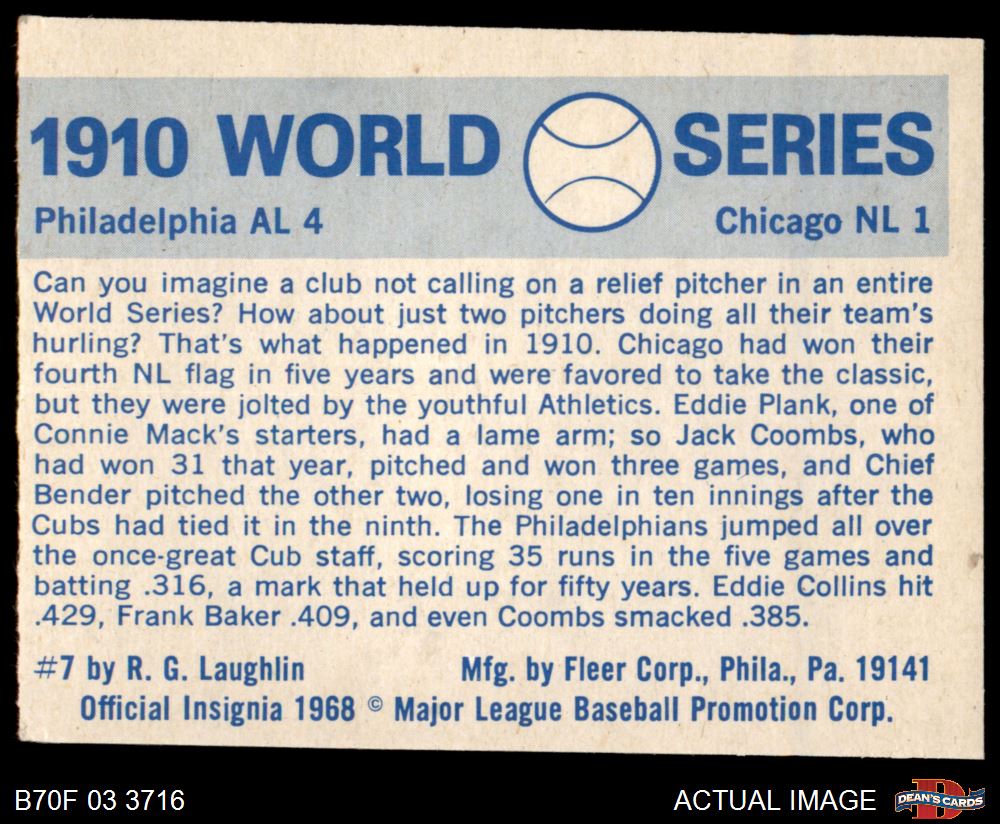 1910 WORLD SERIES
Philadelphia AL 4 Chicago NL 1
Can you imagine a club not calling on a relief pitcher in an entire
World Series? How about just two pitchers doing all their team's
hurling? That's what happened in 1910. Chicago had won their
fourth NL flag in five years and were favored to take the classic,
but they were jolted by the youthful Athletics. Eddie Plank, one of
Connie Mack's starters, had a lame arm; so Jack Coombs, who
had won 31 that year, pitched and won three games, and Chief
Bender pitched the other two, losing one in ten innings after the
Cubs had tied it in the ninth. The Philadelphians jumped all over
the once-great Cub staff, scoring 35 runs in the five games and
batting .316, a mark that held up for fifty years. Eddie Collins hit
.429, Frank Baker .409, and even Coombs smacked .385.
#7 by R. G. Laughlin Mfg. by Fleer Corp., Phila., Pa. 19141
Official Insignia 1968 © Major League Baseball Promotion Corp.
B70F 03 3716 ACTUAL IMAGE D DEAN'S CARDS